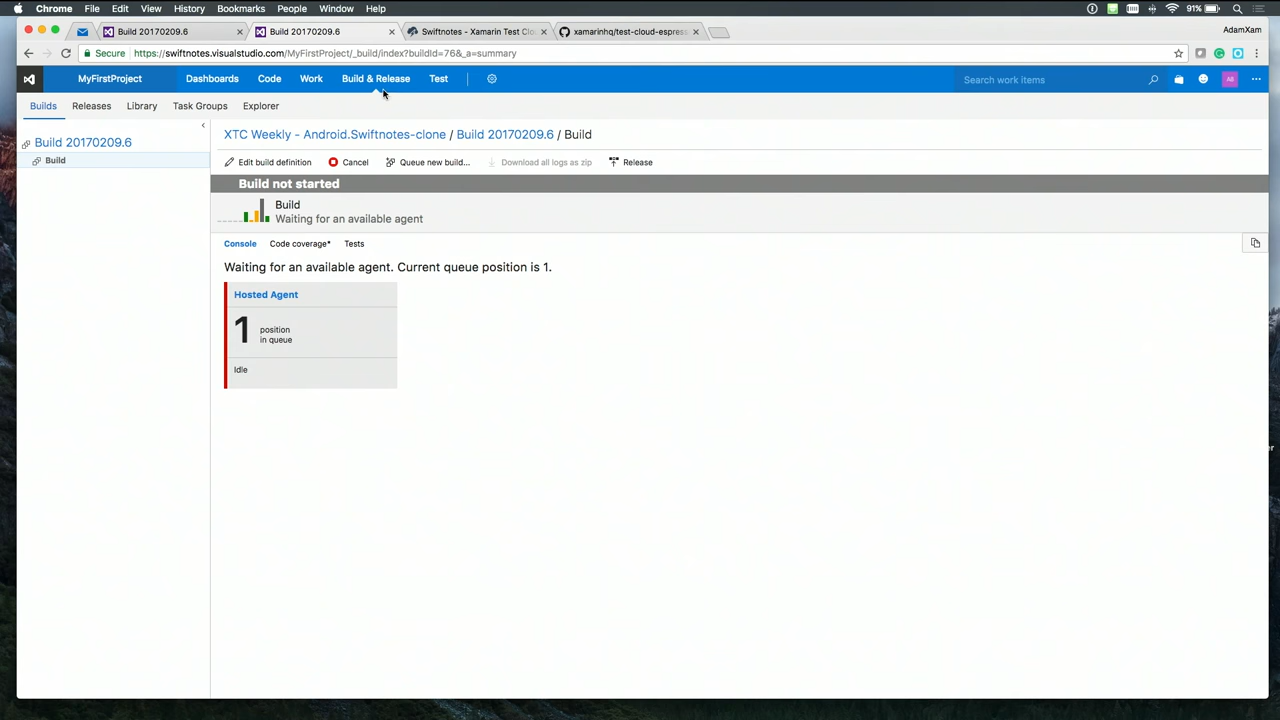 Chrome File Edit View History Bookmarks People Window Help 91%
Build 20170209.6 Build 20170209.6 Swiftnotes - Xamarin Test Clo xamarinhq/test-cloud-espress AdamXam
Secure https://swiftnotes.visualstudio.com/MyFirstProject/_build/index?buildId=76&_a=summary
MyFirstProject Dashboards Code Work Build & Release Test Search work items AB
Builds Releases Library Task Groups Explorer
Build 20170209.6
Build
XTC Weekly - Android.Swiftnotes-clone / Build 20170209.6 / Build
Edit build definition Cancel Queue new build... Download all logs as zip Release
Build not started
Build
Waiting for an available agent
Console Code coverage* Tests
Waiting for an available agent. Current queue position is 1.
Hosted Agent
1 position
in queue
Idle